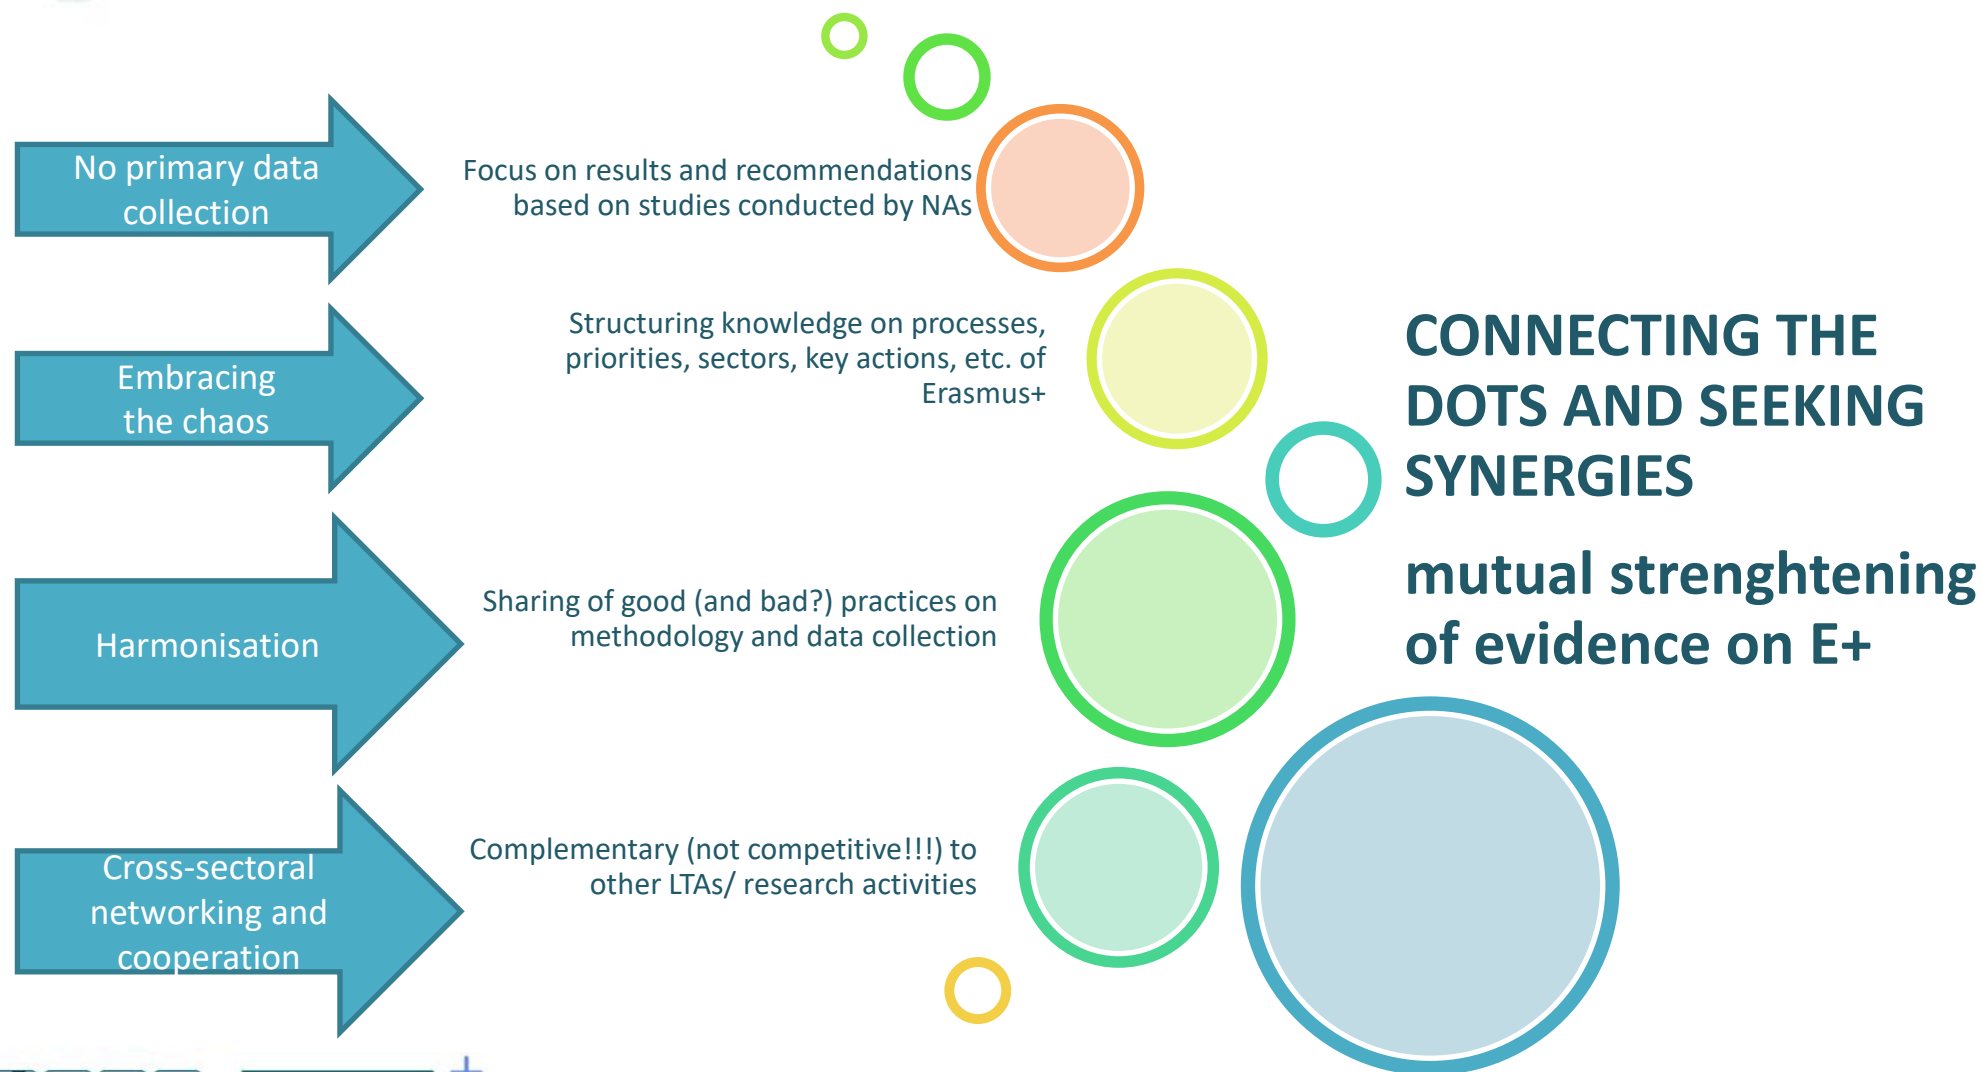 No primary data
collection
Focus on results and recommendations
based on studies conducted by NAs
Embracing
the chaos
Structuring knowledge on processes,
priorities, sectors, key actions, etc. of
Erasmus+
Harmonisation
Sharing of good (and bad?) practices on
methodology and data collection
Cross-sectoral
networking and
cooperation
Complementary (not competitive!!!) to
other LTAs/ research activities
CONNECTING THE
DOTS AND SEEKING
SYNERGIES
mutual strenghtening
of evidence on E+